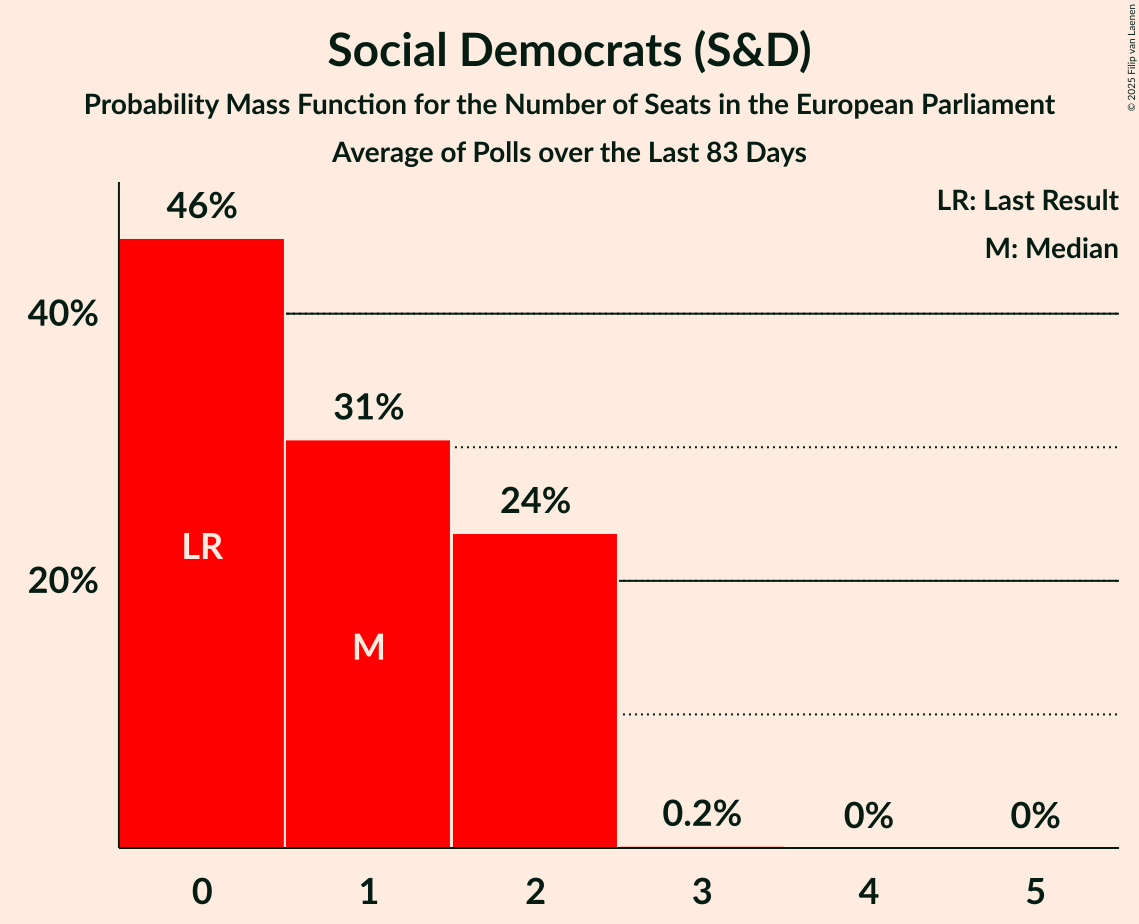 Social Democrats (S&D)
Probability Mass Function for the Number of Seats in the European Parliament
Average of Polls over the Last 83 Days
© 2025 Filip van Laenen
LR: Last Result
M: Median
46%
40%
31%
24%
LR
20%
M
0.2%
0%
0%
0
1
2
3
4
5